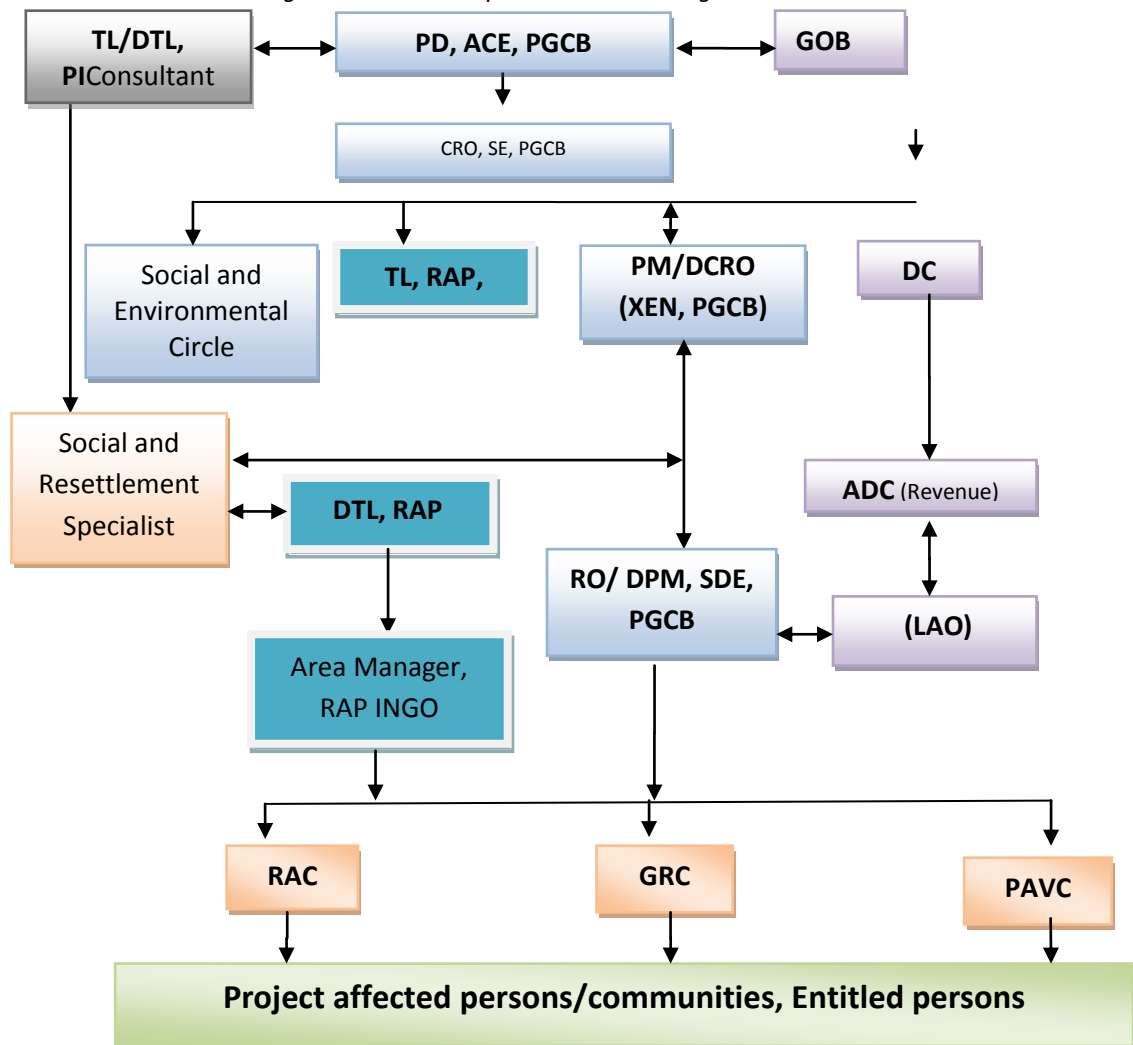 TL/DTL,
PIConsultant
PD, ACE, PGCB
GOB
CRO, SE, PGCB
Social and
Environmental
Circle
TL, RAP,
PM/DCRO
(XEN, PGCB)
DC
Social and
Resettlement
Specialist
DTL, RAP
ADC (Revenue)
RO/ DPM, SDE,
PGCB
(LAO)
Area Manager,
RAP INGO
RAC
GRC
PAVC
Project affected persons/communities, Entitled persons